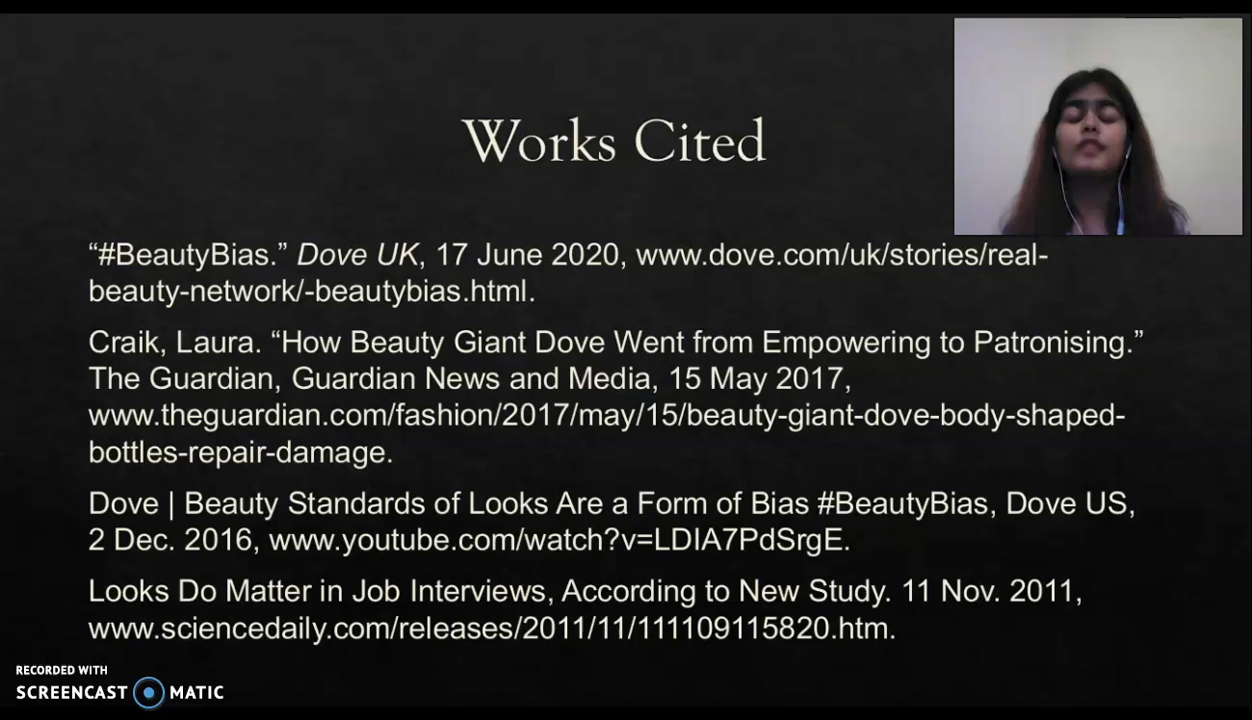 Works Cited
“#BeautyBias.” Dove UK, 17 June 2020, www.dove.com/uk/stories/real-
beauty-network/-beautybias.html.
Craik, Laura. “How Beauty Giant Dove Went from Empowering to Patronising.”
The Guardian, Guardian News and Media, 15 May 2017,
www.theguardian.com/fashion/2017/may/15/beauty-giant-dove-body-shaped-
bottles-repair-damage.
Dove | Beauty Standards of Looks Are a Form of Bias #BeautyBias, Dove US,
2 Dec. 2016, www.youtube.com/watch?v=LDIA7PdSrgE.
Looks Do Matter in Job Interviews, According to New Study. 11 Nov. 2011,
www.sciencedaily.com/releases/2011/11/111109115820.htm.
RECORDED WITH
SCREENCAST MATIC